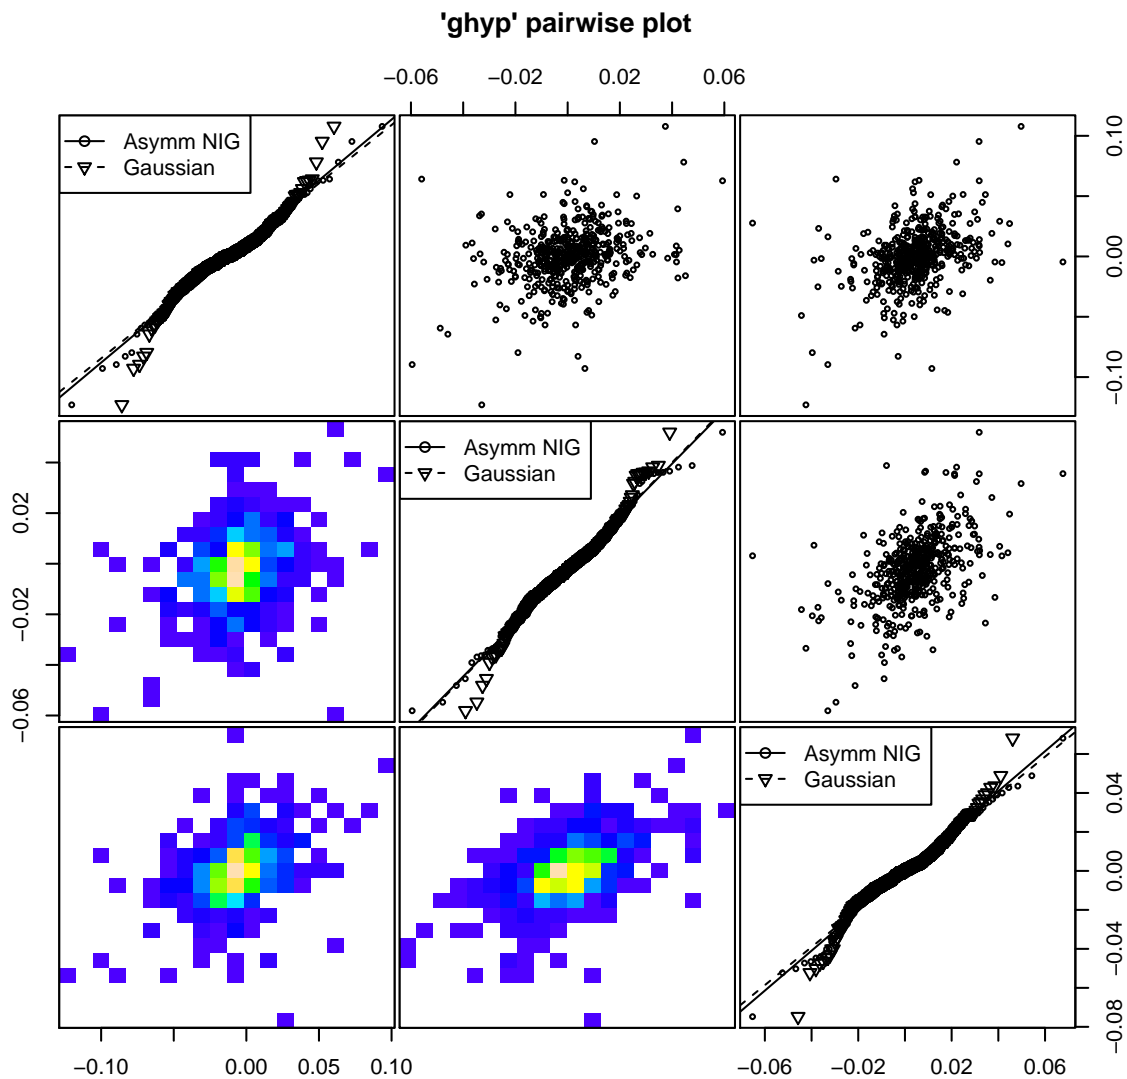 'ghyp' pairwise plot
−0.06 −0.02 0.02 0.06
Asymm NIG
Gaussian
0.10
0.00
−0.10
Asymm NIG
Gaussian
0.02
−0.02
−0.06
Asymm NIG
Gaussian
0.04
0.00
−0.04
−0.08
−0.10 0.00 0.05 0.10
−0.06 −0.02 0.02 0.06